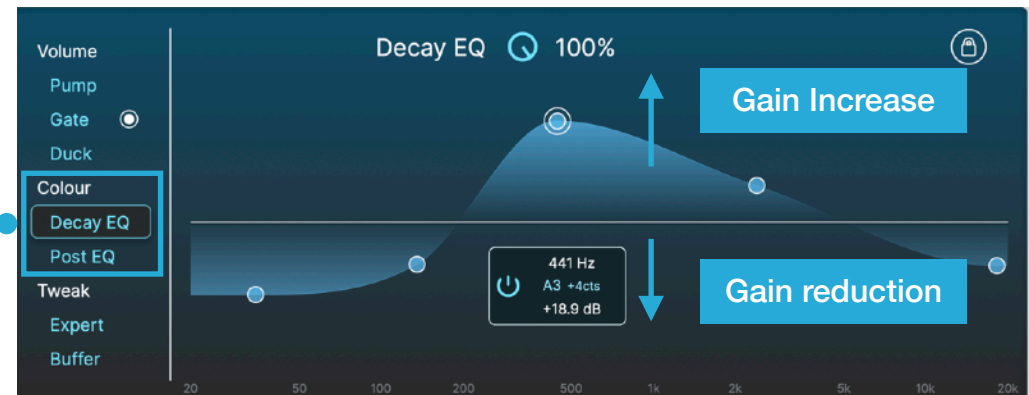 Decay EQ 100%
Volume
Pump
Gate
Duck
Colour
Decay EQ
Post EQ
Tweak
Expert
Buffer
Gain Increase
441 Hz
A3 +4cts
+18.9 dB
Gain reduction
20 50 100 200 500 1k 2k 5k 10k 20k